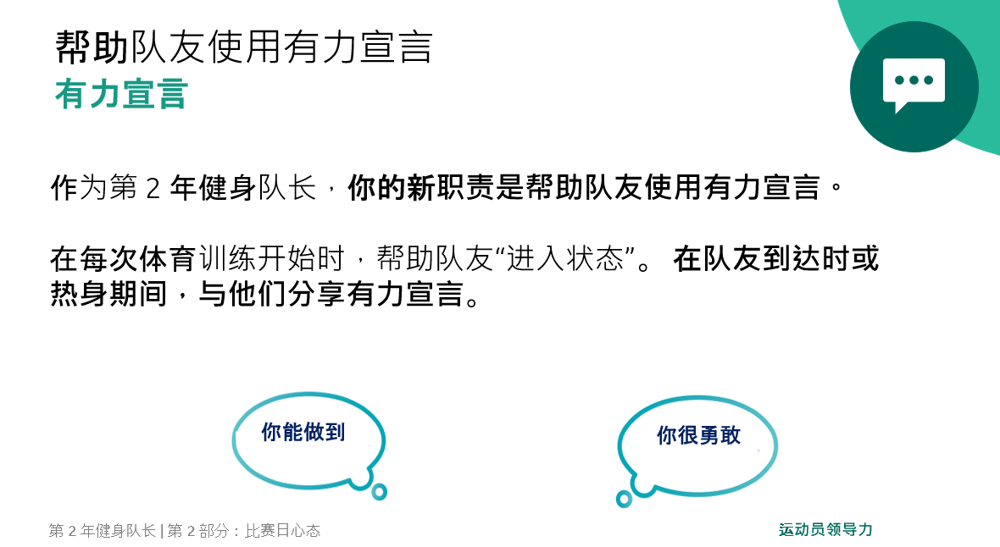 帮助队友使用有力宣言
有力宣言
作为第 2 年健身队长，你的新职责是帮助队友使用有力宣言。
在每次体育训练开始时，帮助队友“进入状态”。 在队友到达时或
热身期间，与他们分享有力宣言。
你能做到
你很勇敢
第 2 年健身队长 | 第 2 部分：比赛日心态
运动员领导力